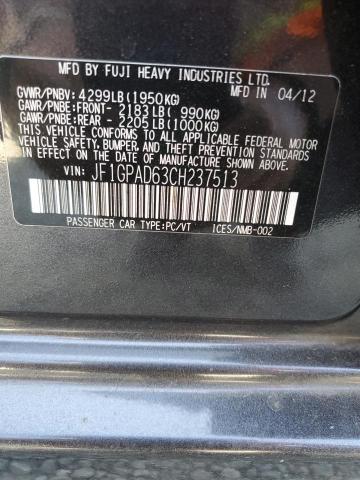 MFD BY FUJI HEAVY INDUSTRIES LTD.
GVWR/PNBV: 4299LB(1950KG) MFD IN 04/12
GAWR/PNBE:FRONT- 2183LB( 990KG)
GAWR/PNBE:REAR - 2205LB(1000KG)
THIS VEHICLE CONFORMS TO ALL APPLICABLE FEDERAL MOTOR
VEHICLE SAFETY, BUMPER, AND THEFT PREVENTION STANDARDS
IN EFFECT ON THE DATE OF MANUFACTURE SHOWN ABOVE.
VIN: JF1GPAD63CH237513
PASSENGER CAR TYPE:PC/VT ICES/NMB-002